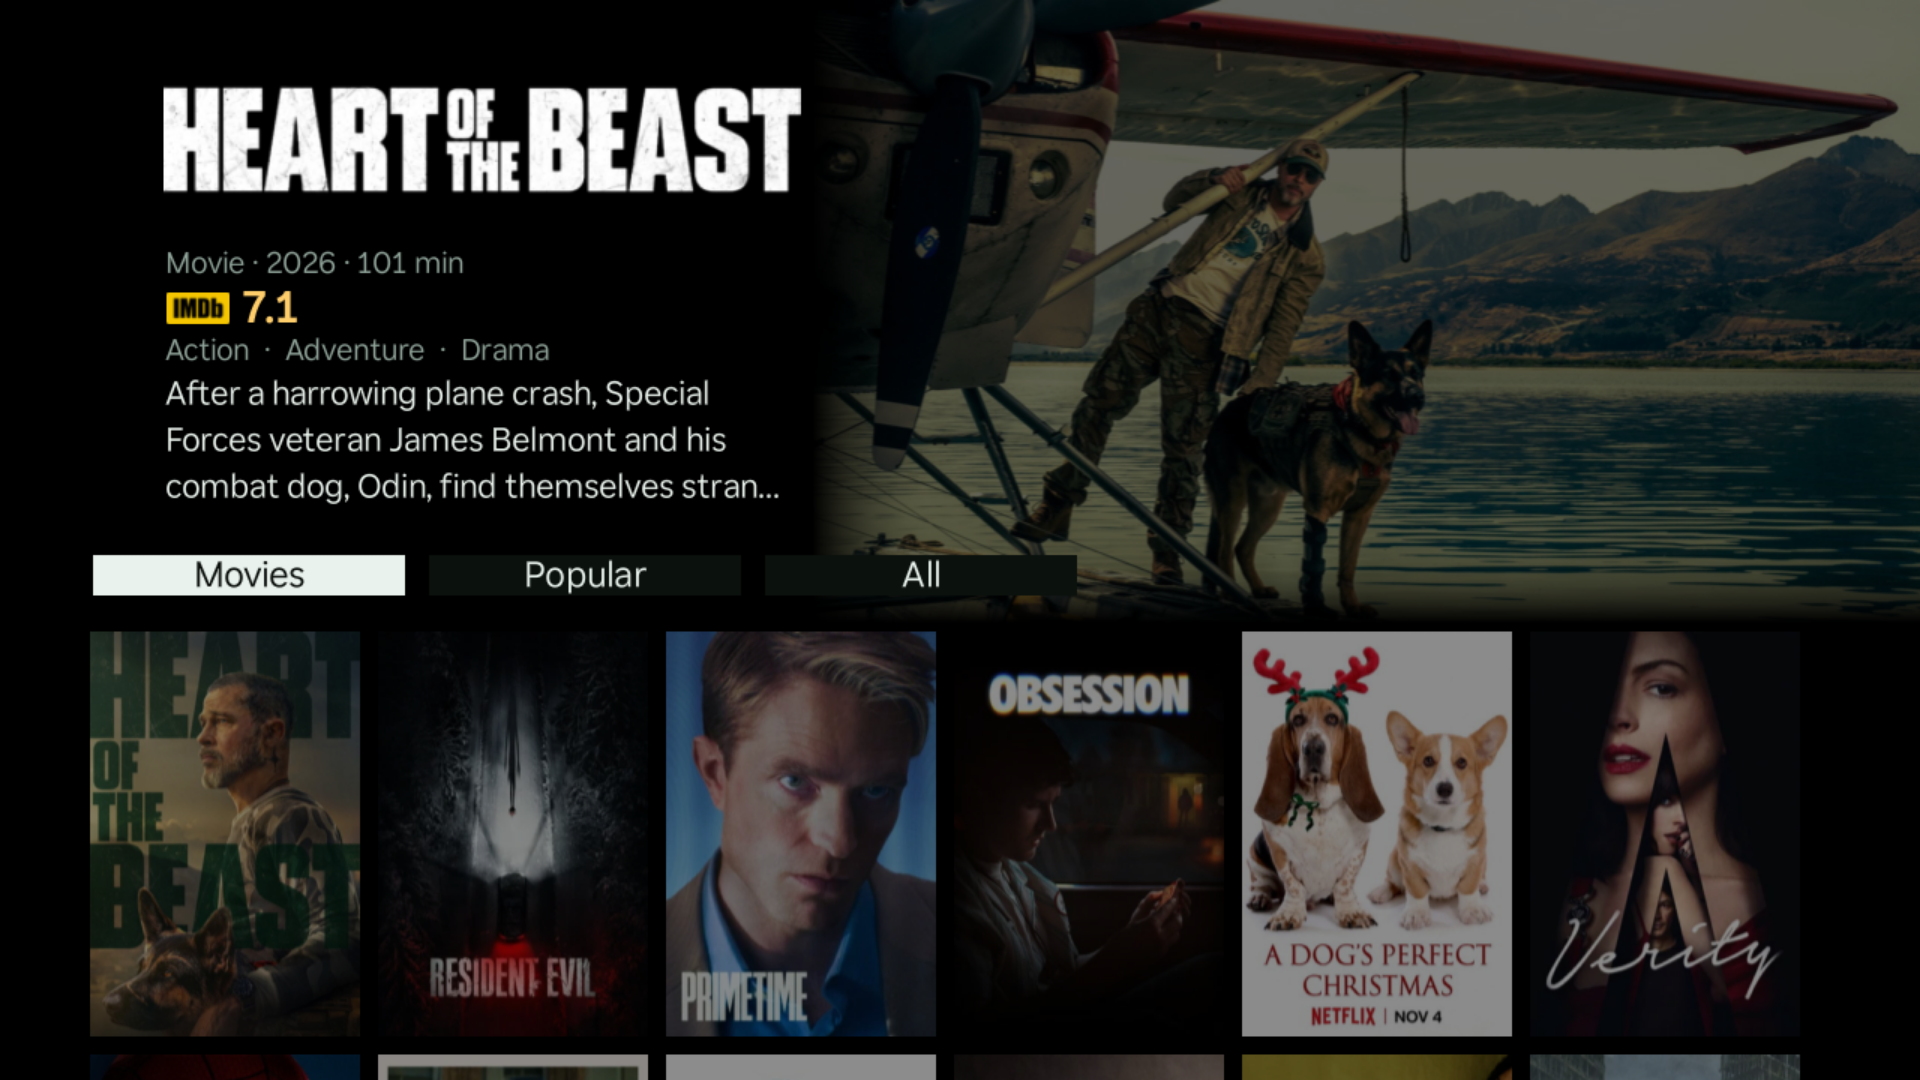 HEART OF THE BEAST
Movie · 2026 · 101 min
IMDb 7.1
Action · Adventure · Drama
After a harrowing plane crash, Special
Forces veteran James Belmont and his
combat dog, Odin, find themselves stran...
Movies
Popular
All
HEART
OF
THE
BEAST
RESIDENT EVIL
PRIMETIME
OBSESSION
A DOG'S PERFECT
CHRISTMAS
NETFLIX | NOV 4
Verity